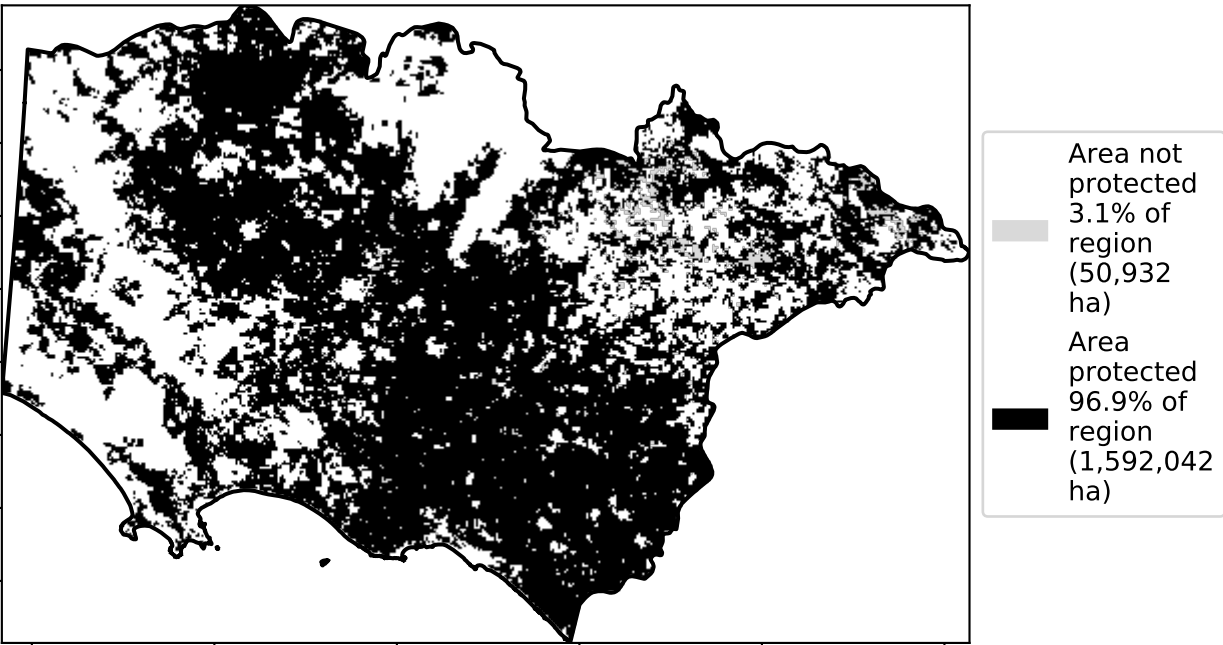 Area not
protected
3.1% of
region
(50,932
ha)
Area
protected
96.9% of
region
(1,592,042
ha)